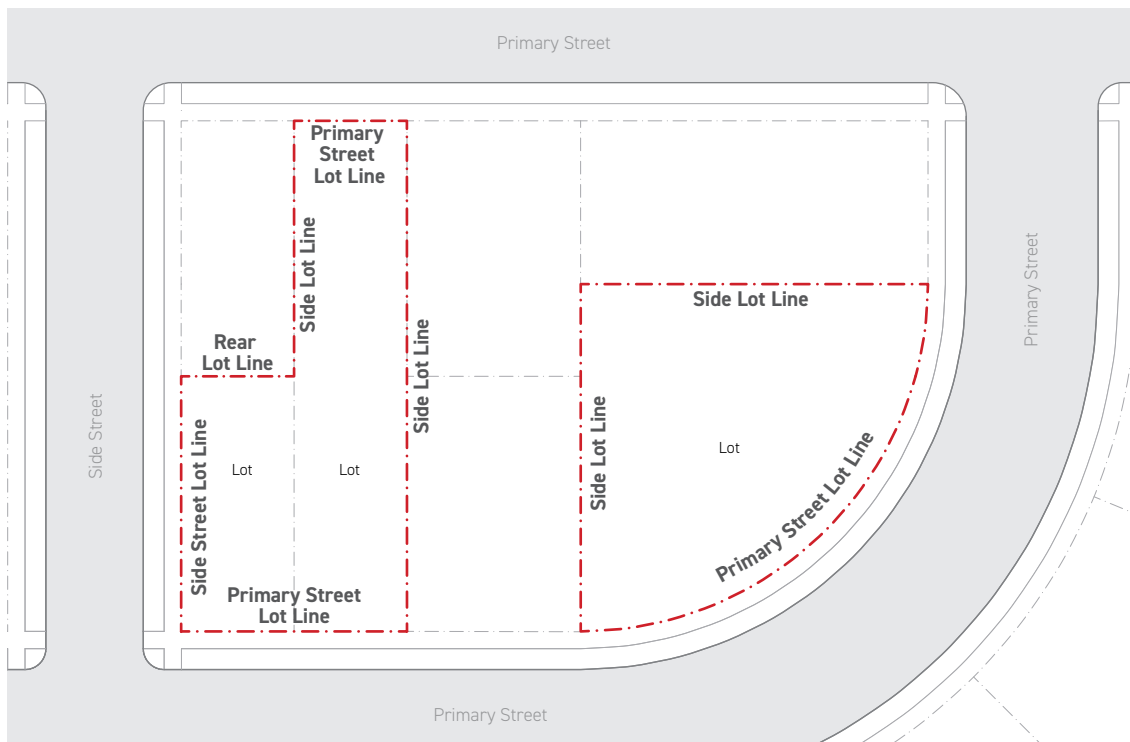 Primary Street
Primary
Street
Lot Line
Side Lot Line
Primary Street
Side Lot Line
Rear
Lot Line
Side Lot Line
Side Street
Side Lot Line
Side Street Lot Line
Lot
Lot
Lot
Primary Street Lot Line
Primary Street
Lot Line
Primary Street